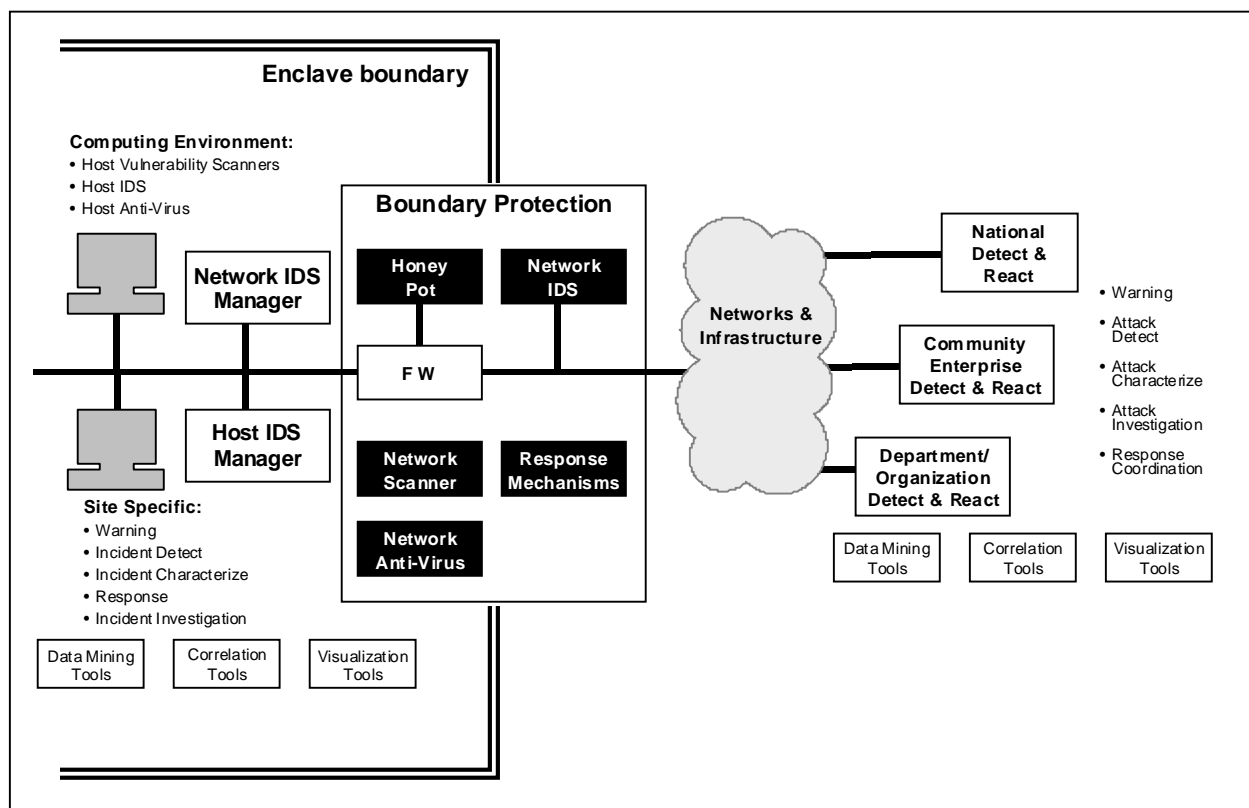 Enclave boundary
Computing Environment:
• Host Vulnerability Scanners
• Host IDS
• Host Anti-Virus
Network IDS
Manager
Host IDS
Manager
Site Specific:
• Warning
• Incident Detect
• Incident Characterize
• Response
• Incident Investigation
Data Mining
Tools
Correlation
Tools
Visualization
Tools
Boundary Protection
Honey
Pot
Network
IDS
FW
Network
Scanner
Response
Mechanisms
Network
Anti-Virus
Networks &
Infrastructure
National
Detect &
React
Community
Enterprise
Detect & React
Department/
Organization
Detect & React
• Warning
• Attack
Detect
• Attack
Characterize
• Attack
Investigation
• Response
Coordination
Data Mining
Tools
Correlation
Tools
Visualization
Tools